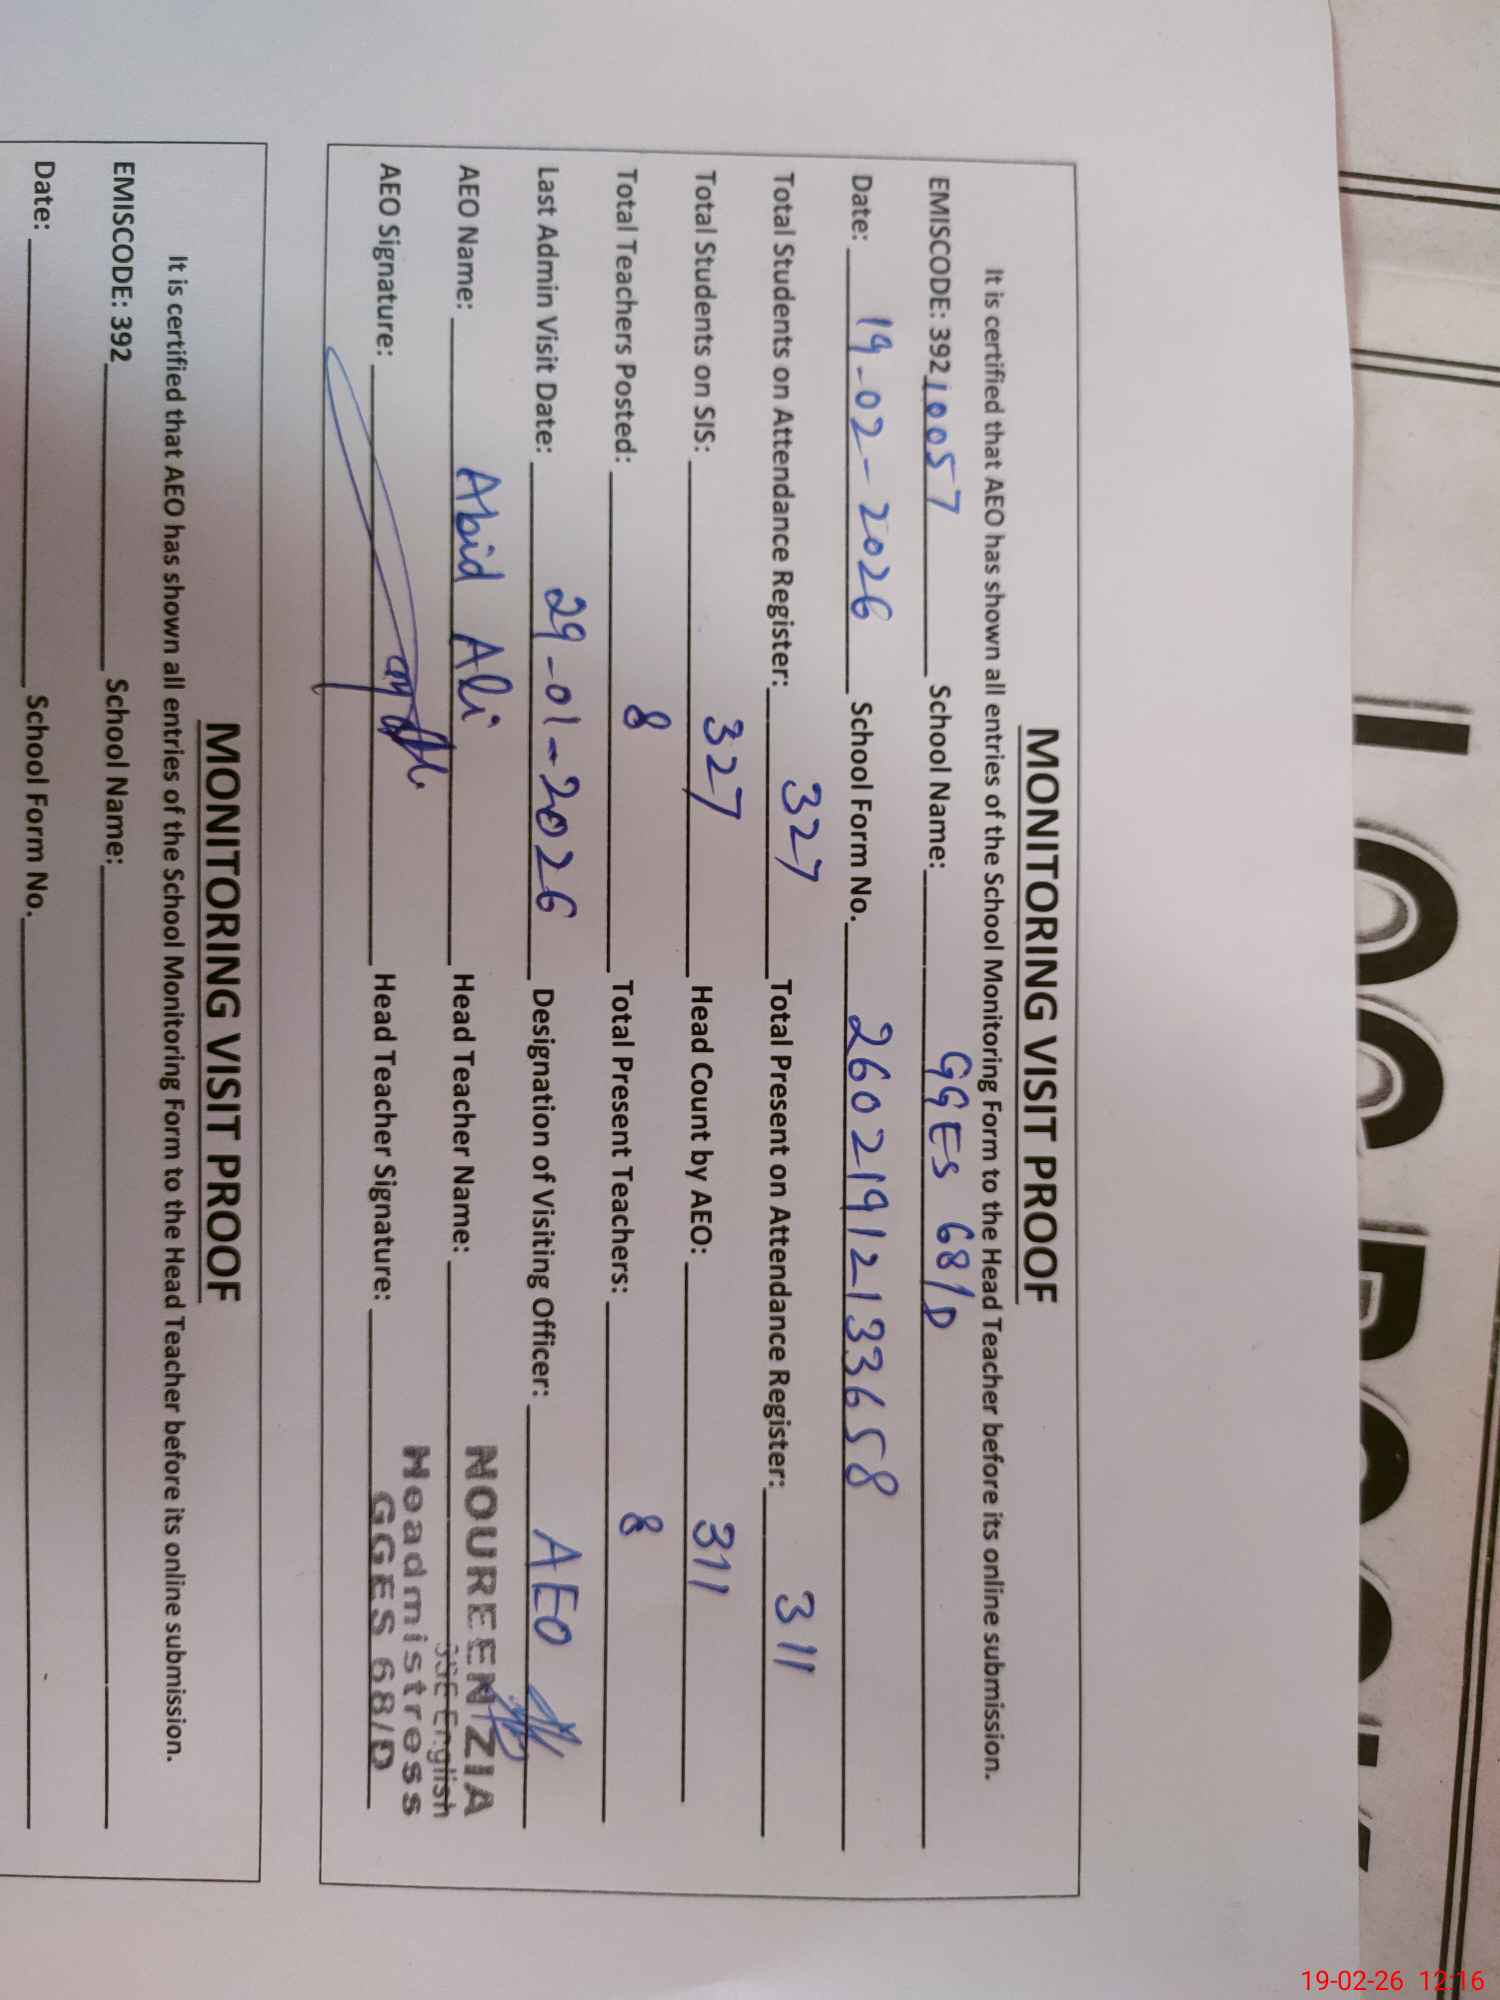 MONITORING VISIT PROOF
It is certified that AEO has shown all entries of the School Monitoring Form to the Head Teacher before its online submission.
EMISCODE: 39210057 School Name: GGES 68/D
Date: 19-02-2026 School Form No. 260219121333658
Total Students on Attendance Register: 327 Total Present on Attendance Register: 311
Total Students on SIS: 327 Head Count by AEO: 311
Total Teachers Posted: 8 Total Present Teachers: 8
Last Admin Visit Date: 29-01-2026 Designation of Visiting Officer: AEO
AEO Name: Abid Ali Head Teacher Name: NOUREEN ZIA
SSE English
Headmistress
AEO Signature: Head Teacher Signature: GGES 68/D
MONITORING VISIT PROOF
It is certified that AEO has shown all entries of the School Monitoring Form to the Head Teacher before its online submission.
EMISCODE: 392 School Name:
Date: School Form No.
19-02-26 12:16